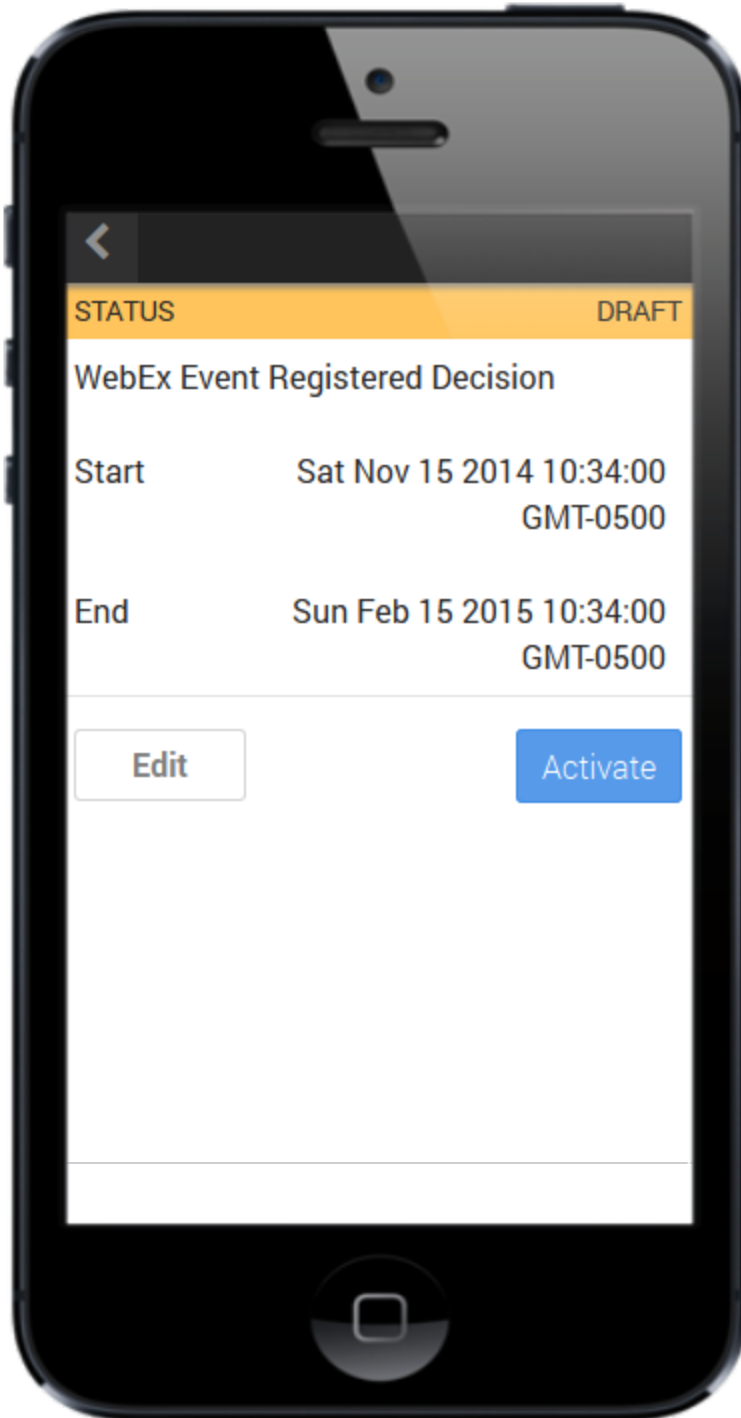 STATUS DRAFT
WebEx Event Registered Decision
Start Sat Nov 15 2014 10:34:00
GMT-0500
End Sun Feb 15 2015 10:34:00
GMT-0500
Edit Activate